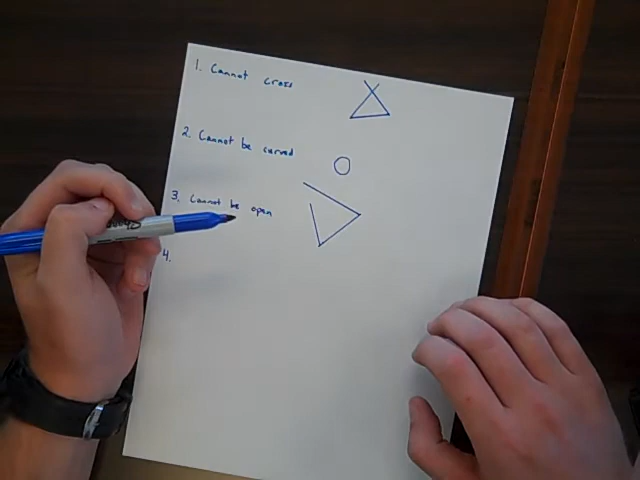 1. Cannot cross
2. Cannot be curved
3. Cannot be open
4.